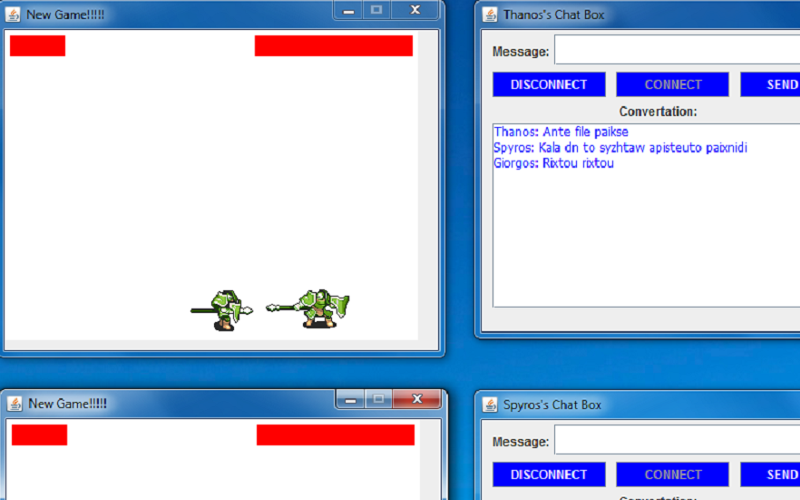 New Game!!!!!
Thanos's Chat Box
Message:
DISCONNECT CONNECT SEND
Convertation:
Thanos: Ante file paikse
Spyros: Kala dn to syzhtaw apisteuto paixnidi
Giorgos: Rixtou rixtou
New Game!!!!!
Spyros's Chat Box
Message:
DISCONNECT CONNECT SEND